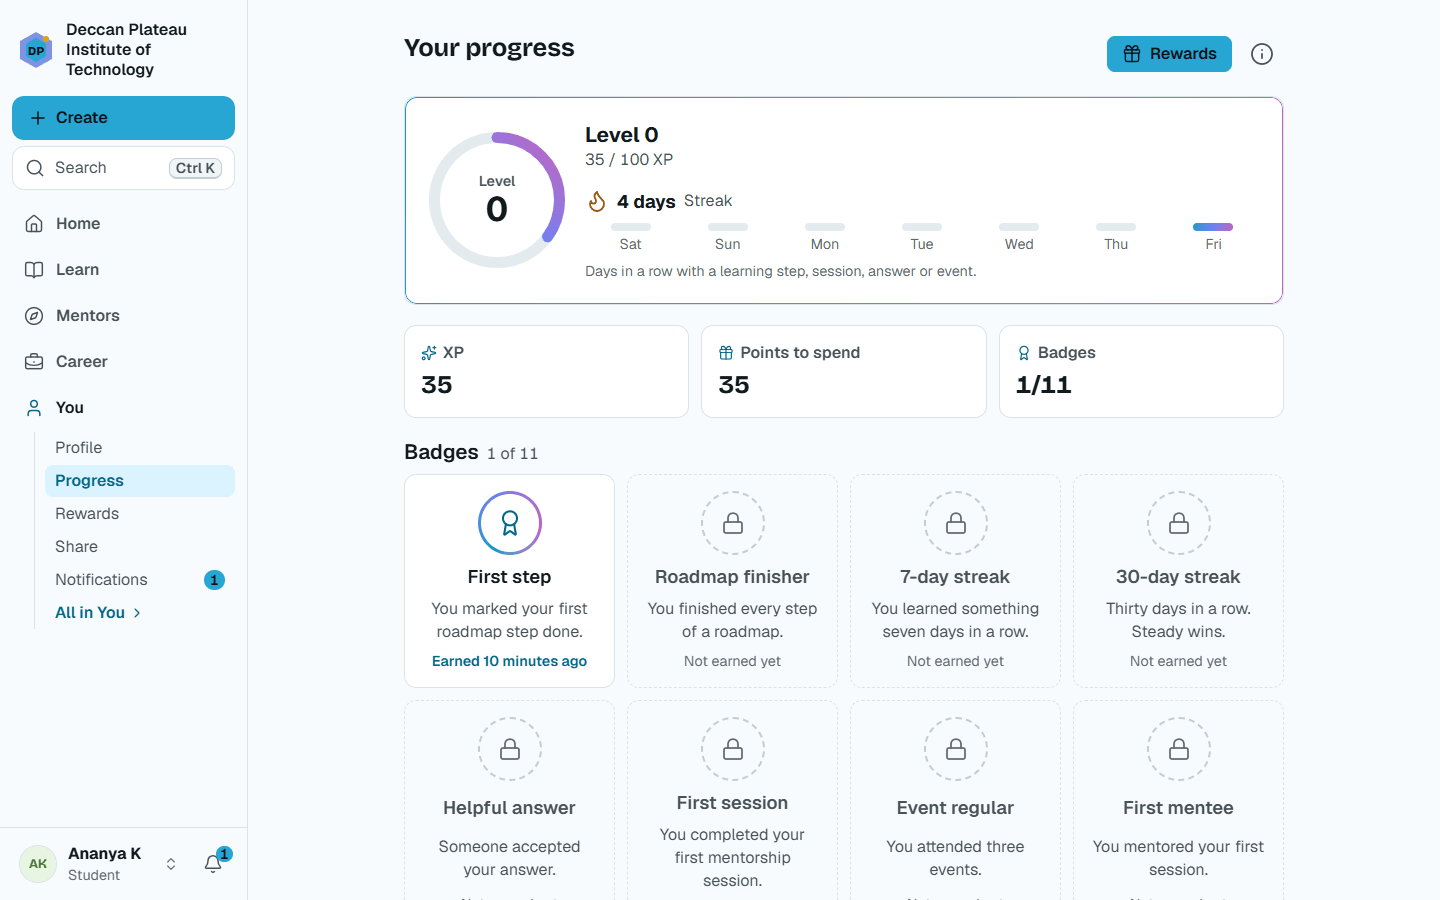 DP
Deccan Plateau
Institute of
Technology
Create
Search
Ctrl K
Home
Learn
Mentors
Career
You
Profile
Progress
Rewards
Share
Notifications
1
All in You
AK
Ananya K
Student
1
Your progress
Rewards
Level
0
Level 0
35 / 100 XP
4 days Streak
Sat Sun Mon Tue Wed Thu Fri
Days in a row with a learning step, session, answer or event.
XP
35
Points to spend
35
Badges
1/11
Badges 1 of 11
First step
You marked your first
roadmap step done.
Earned 10 minutes ago
Roadmap finisher
You finished every step
of a roadmap.
Not earned yet
7-day streak
You learned something
seven days in a row.
Not earned yet
30-day streak
Thirty days in a row.
Steady wins.
Not earned yet
Helpful answer
Someone accepted
your answer.
First session
You completed your
first mentorship
session.
Event regular
You attended three
events.
First mentee
You mentored your first
session.